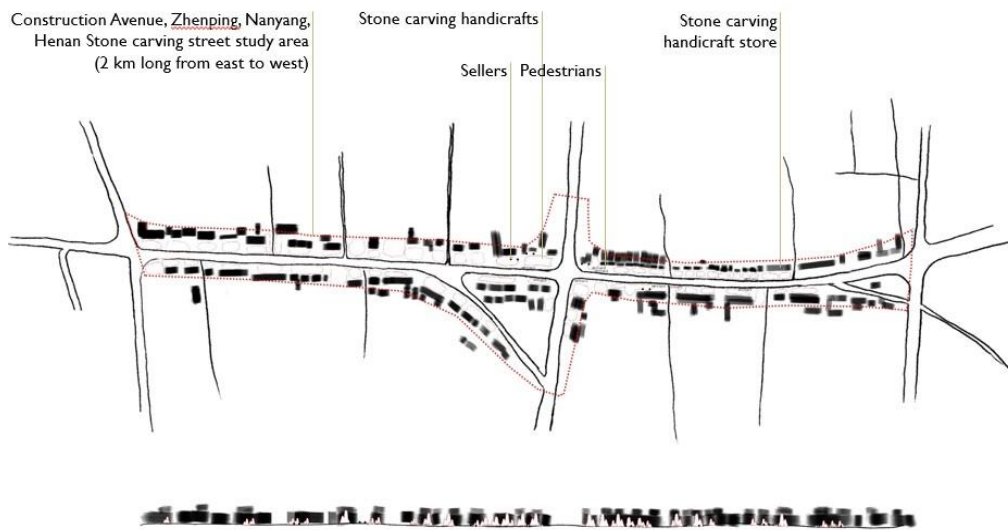 Construction Avenue, Zhenping, Nanyang,
Henan Stone carving street study area
(2 km long from east to west)
Stone carving handicrafts
Sellers
Pedestrians
Stone carving
handicraft store